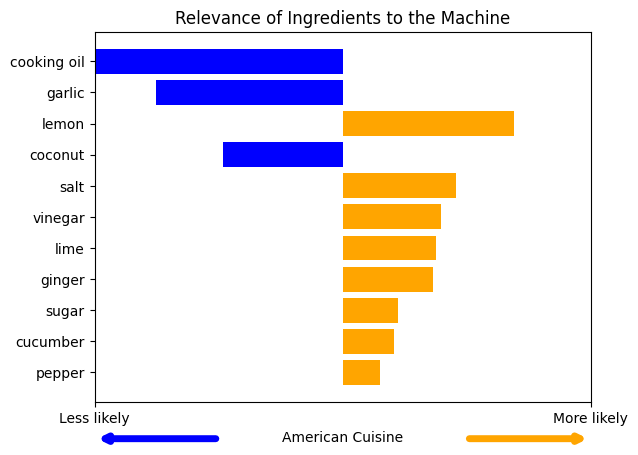 Relevance of Ingredients to the Machine
cooking oil
garlic
lemon
coconut
salt
vinegar
lime
ginger
sugar
cucumber
pepper
Less likely
More likely
American Cuisine